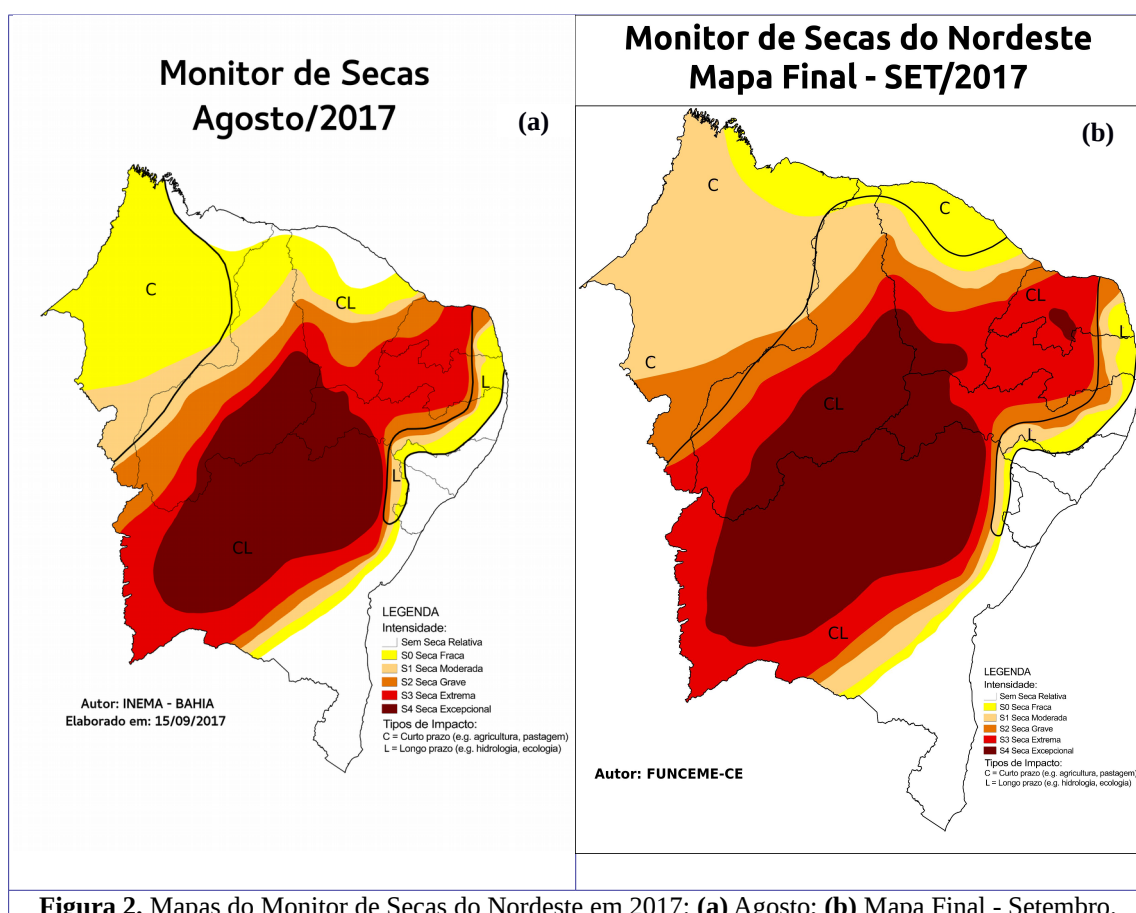 Monitor de Secas
Agosto/2017
(a)
C
CL
L
L
CL
LEGENDA
Intensidade:
Sem Seca Relativa
S0 Seca Fraca
S1 Seca Moderada
S2 Seca Grave
S3 Seca Extrema
S4 Seca Excepcional
Tipos de Impacto:
C = Curto prazo (e.g. agricultura, pastagem)
L = Longo prazo (e.g. hidrologia, ecologia)
Autor: INEMA - BAHIA
Elaborado em: 15/09/2017
Monitor de Secas do Nordeste
Mapa Final - SET/2017
(b)
C
C
CL
L
C
CL
L
CL
LEGENDA
Intensidade:
Sem Seca Relativa
S0 Seca Fraca
S1 Seca Moderada
S2 Seca Grave
S3 Seca Extrema
S4 Seca Excepcional
Tipos de Impacto:
C = Curto prazo (e.g. agricultura, pastagem)
L = Longo prazo (e.g. hidrologia, ecologia)
Autor: FUNCEME-CE
Figura 2. Mapas do Monitor de Secas do Nordeste em 2017: (a) Agosto; (b) Mapa Final - Setembro.